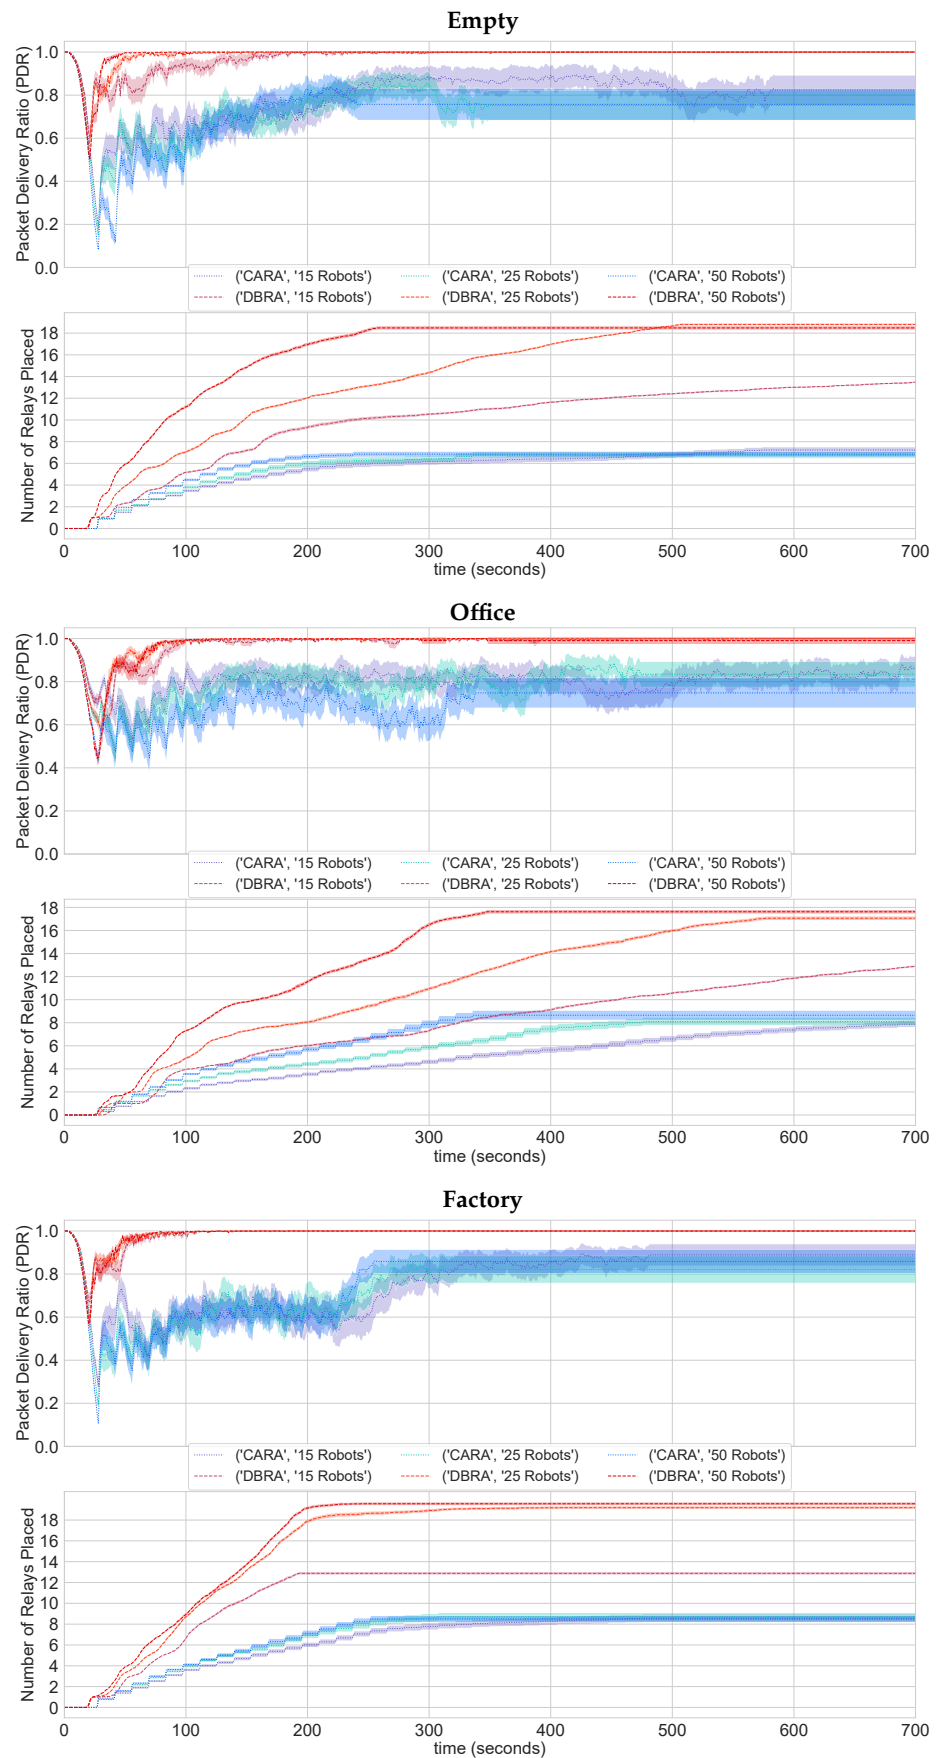 Empty
Packet Delivery Ratio (PDR)
1.0
0.8
0.6
0.4
0.2
0.0
('CARA', '15 Robots') ('CARA', '25 Robots') ('CARA', '50 Robots')
('DBRA', '15 Robots') ('DBRA', '25 Robots') ('DBRA', '50 Robots')
Number of Relays Placed
18
16
14
12
10
8
6
4
2
0
0 100 200 300 400 500 600 700
time (seconds)
Office
Packet Delivery Ratio (PDR)
1.0
0.8
0.6
0.4
0.2
0.0
('CARA', '15 Robots') ('CARA', '25 Robots') ('CARA', '50 Robots')
('DBRA', '15 Robots') ('DBRA', '25 Robots') ('DBRA', '50 Robots')
Number of Relays Placed
18
16
14
12
10
8
6
4
2
0
0 100 200 300 400 500 600 700
time (seconds)
Factory
Packet Delivery Ratio (PDR)
1.0
0.8
0.6
0.4
0.2
0.0
('CARA', '15 Robots') ('CARA', '25 Robots') ('CARA', '50 Robots')
('DBRA', '15 Robots') ('DBRA', '25 Robots') ('DBRA', '50 Robots')
Number of Relays Placed
18
16
14
12
10
8
6
4
2
0
0 100 200 300 400 500 600 700
time (seconds)